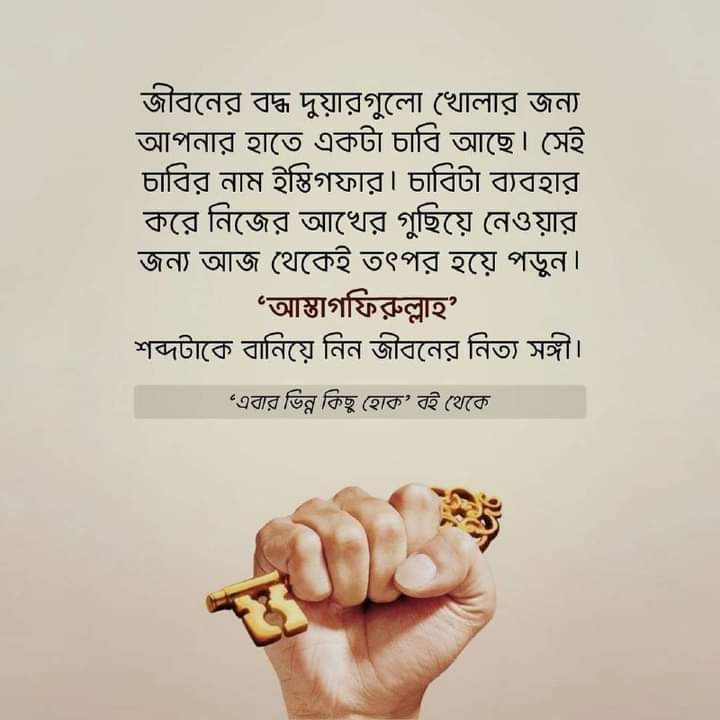 জীবনের বদ্ধ দুয়ারগুলো খোলার জন্য
আপনার হাতে একটা চাবি আছে। সেই
চাবির নাম ইস্তিগফার। চাবিটা ব্যবহার
করে নিজের আখের গুছিয়ে নেওয়ার
জন্য আজ থেকেই তৎপর হয়ে পড়ুন।
‘আস্তাগফিরুল্লাহ’
শব্দটাকে বানিয়ে নিন জীবনের নিত্য সঙ্গী।
‘এবার ভিন্ন কিছু হোক’ বই থেকে